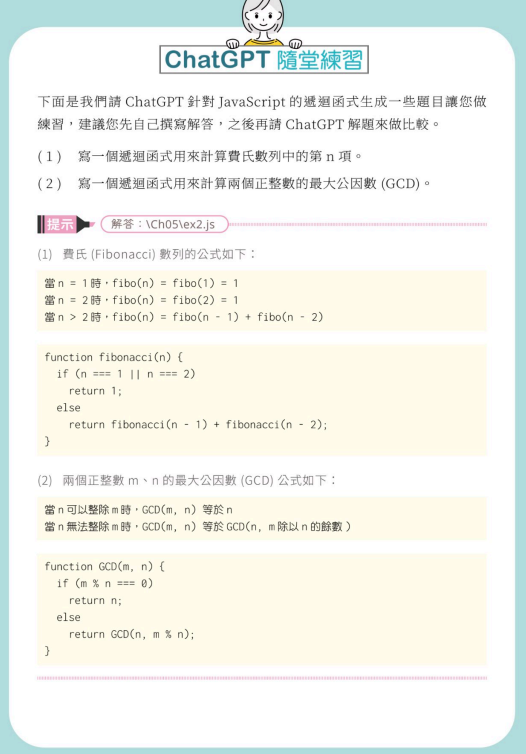 ChatGPT 隨堂練習
下面是我們請 ChatGPT 針對 JavaScript 的遞迴函式生成一些題目讓您做
練習，建議您先自己撰寫解答，之後再請 ChatGPT 解題來做比較。
(1) 寫一個遞迴函式用來計算費氏數列中的第 n 項。
(2) 寫一個遞迴函式用來計算兩個正整數的最大公因數 (GCD)。
提示 解答：\Ch05\ex2.js
(1) 費氏 (Fibonacci) 數列的公式如下：
當 n = 1 時，fibo(n) = fibo(1) = 1
當 n = 2 時，fibo(n) = fibo(2) = 1
當 n > 2 時，fibo(n) = fibo(n - 1) + fibo(n - 2)
function fibonacci(n) {
  if (n === 1 || n === 2)
    return 1;
  else
    return fibonacci(n - 1) + fibonacci(n - 2);
}
(2) 兩個正整數 m、n 的最大公因數 (GCD) 公式如下：
當 n 可以整除 m 時，GCD(m, n) 等於 n
當 n 無法整除 m 時，GCD(m, n) 等於 GCD(n, m 除以 n 的餘數)
function GCD(m, n) {
  if (m % n === 0)
    return n;
  else
    return GCD(n, m % n);
}